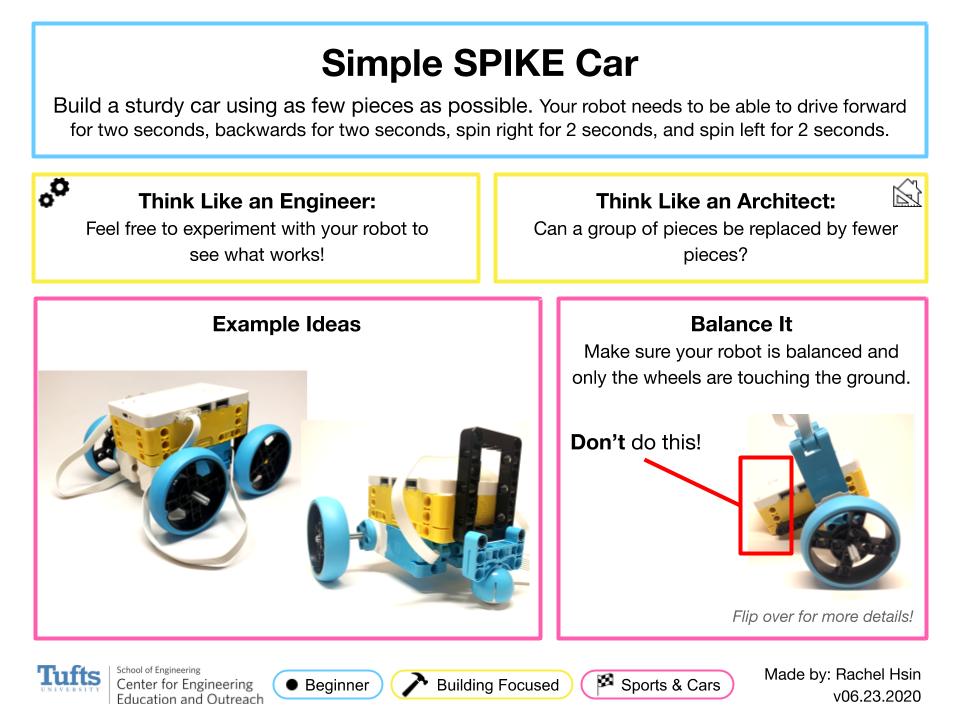 Simple SPIKE Car
Build a sturdy car using as few pieces as possible. Your robot needs to be able to drive forward
for two seconds, backwards for two seconds, spin right for 2 seconds, and spin left for 2 seconds.
Think Like an Engineer:
Feel free to experiment with your robot to
see what works!
Think Like an Architect:
Can a group of pieces be replaced by fewer
pieces?
Example Ideas
Balance It
Make sure your robot is balanced and
only the wheels are touching the ground.
Don't do this!
Flip over for more details!
Tufts
UNIVERSITY
School of Engineering
Center for Engineering
Education and Outreach
Beginner
Building Focused
Sports & Cars
Made by: Rachel Hsin
v06.23.2020